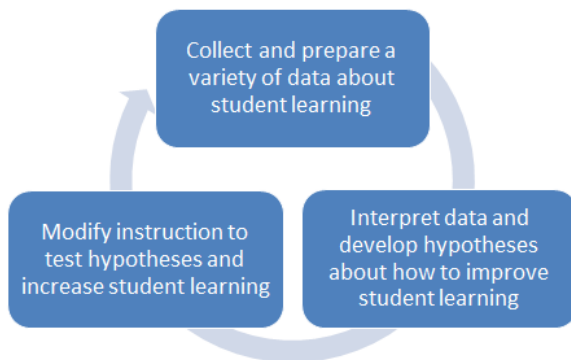 Collect and prepare a
variety of data about
student learning
Interpret data and
develop hypotheses
about how to improve
student learning
Modify instruction to
test hypotheses and
increase student learning